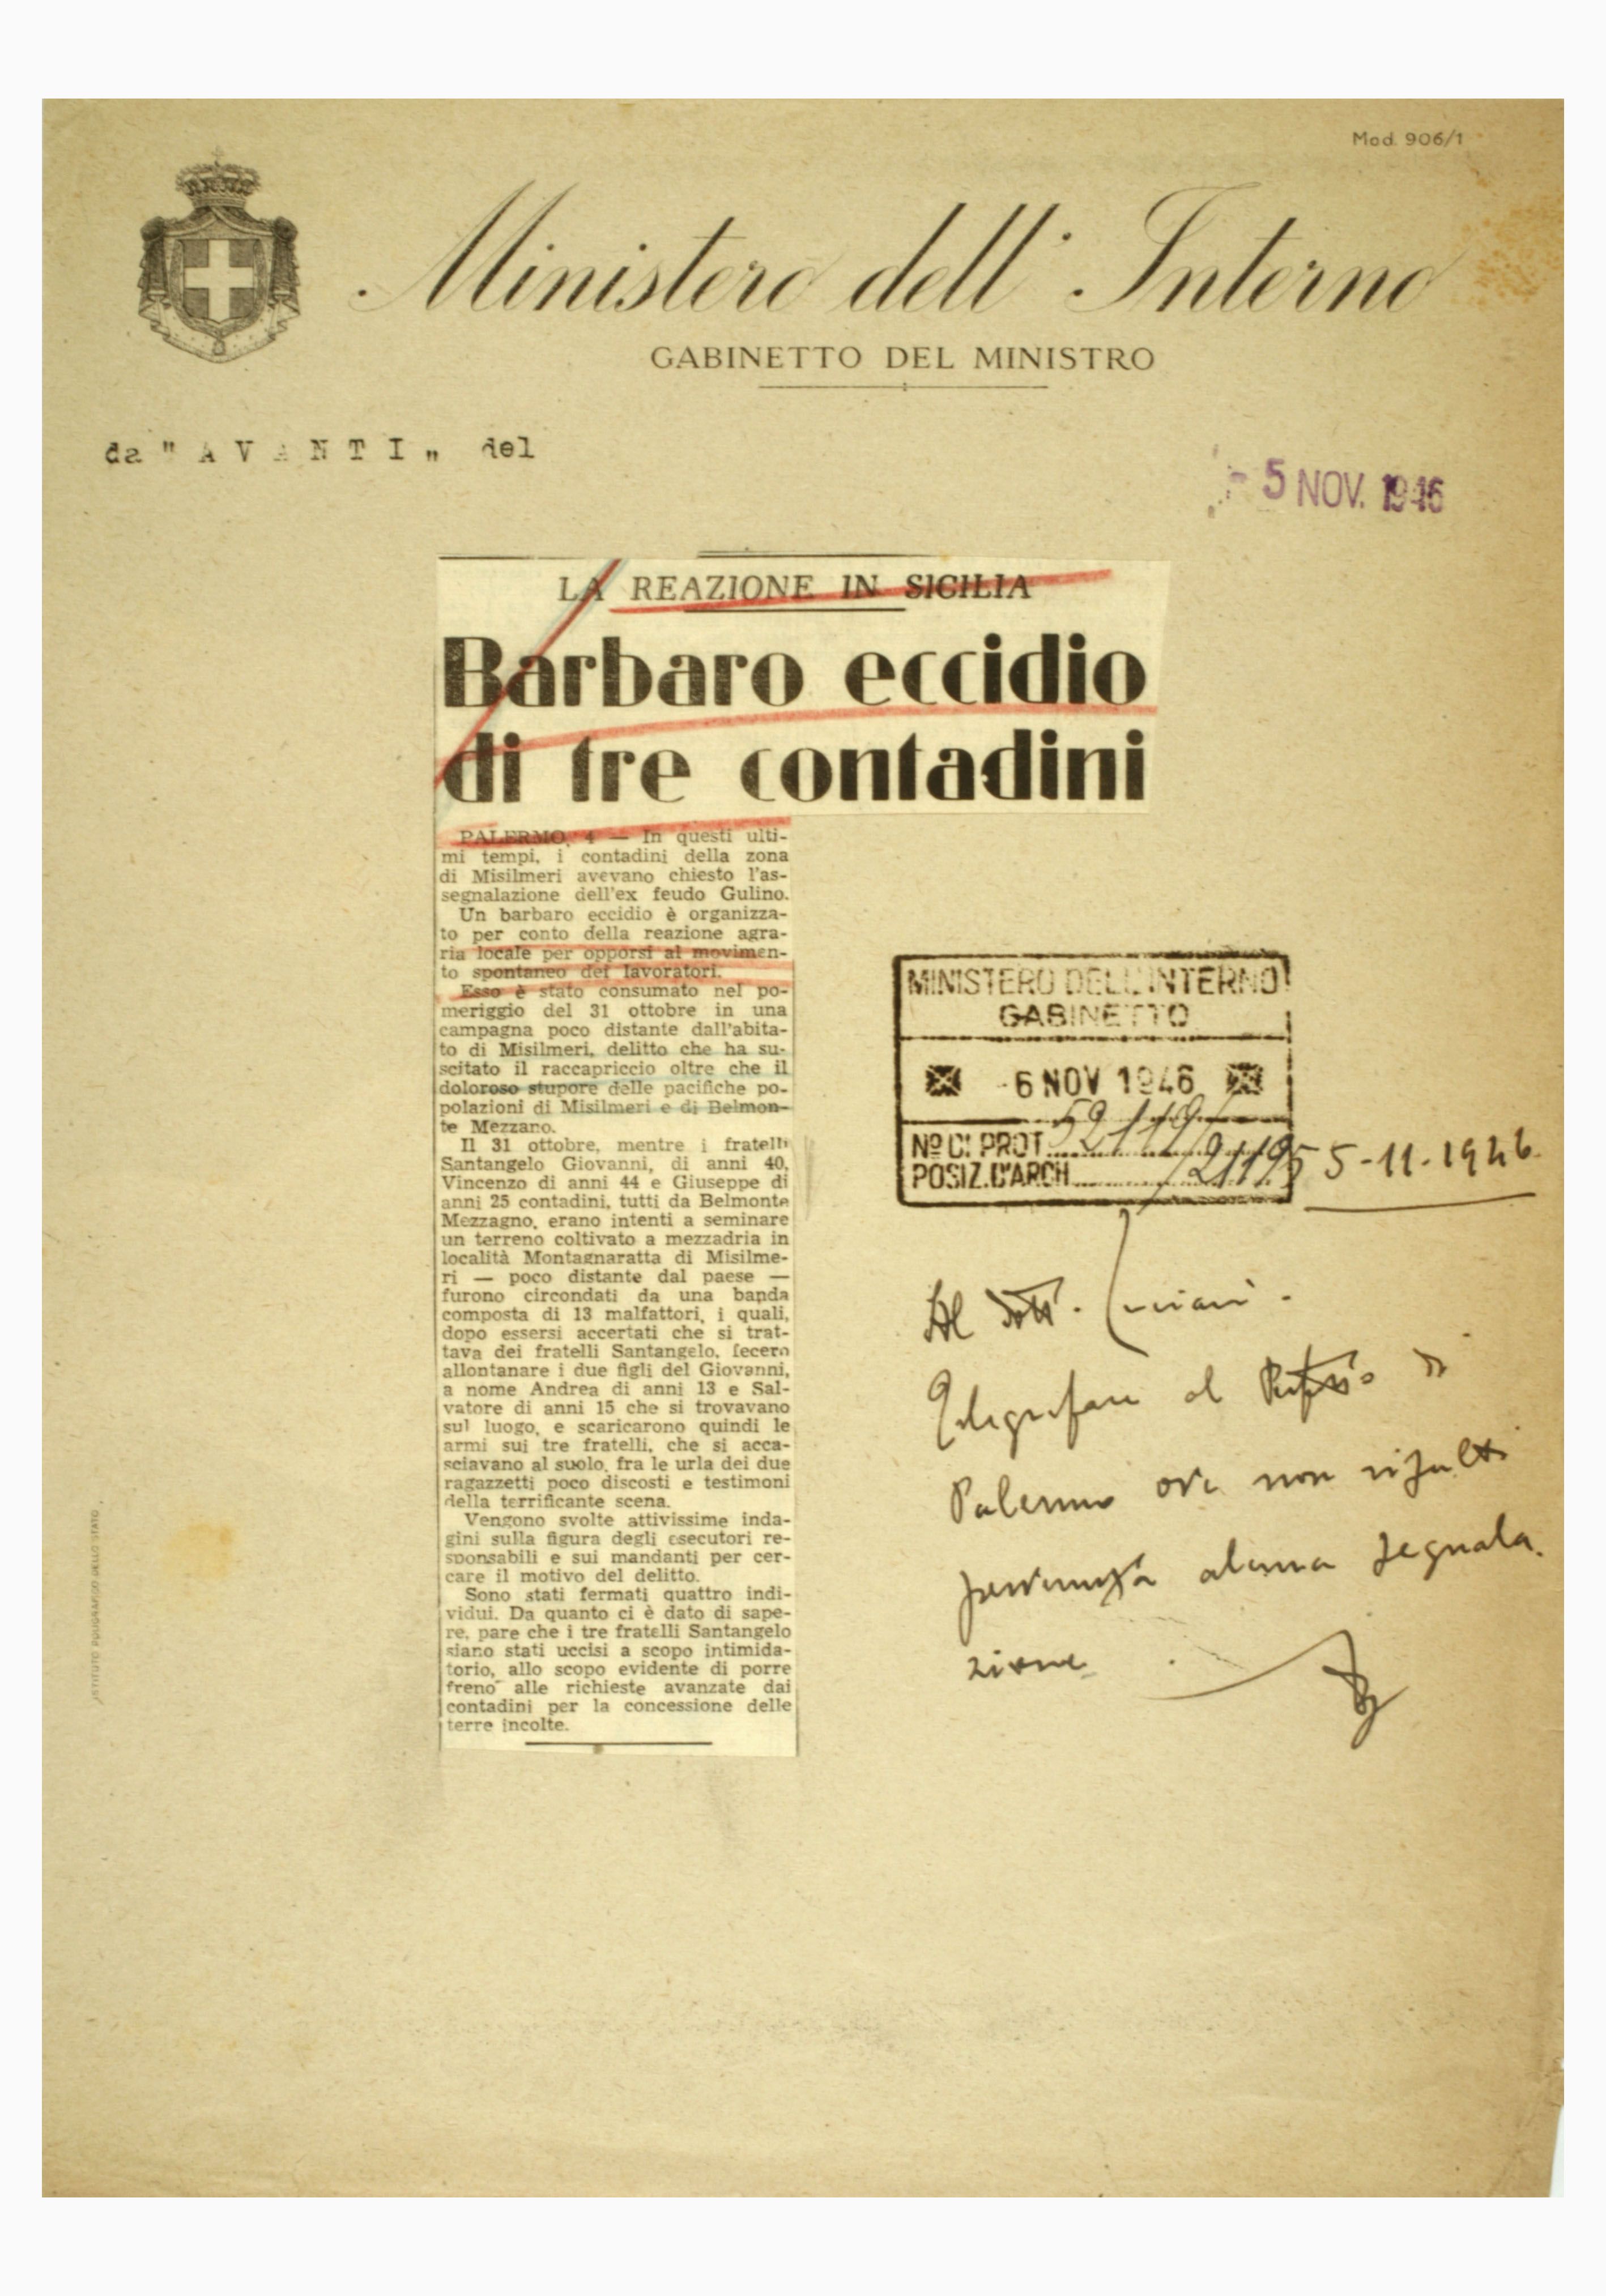 Mod. 906/1
Ministero dell'Interno
GABINETTO DEL MINISTRO
da "AVANTI„ del
- 5 NOV. 1946
LA REAZIONE IN SICILIA
Barbaro eccidio
di tre contadini
PALERMO, 4 — In questi ulti-
mi tempi, i contadini della zona
di Misilmeri avevano chiesto l'as-
segnalazione dell'ex feudo Gulino.
Un barbaro eccidio è organizza-
to per conto della reazione agra-
ria locale per opporsi al movimen-
to spontaneo dei lavoratori.
Esso è stato consumato nel po-
meriggio del 31 ottobre in una
campagna poco distante dall'abita-
to di Misilmeri, delitto che ha su-
scitato il raccapriccio oltre che il
doloroso stupore delle pacifiche po-
polazioni di Misilmeri e di Belmon-
te Mezzano.
Il 31 ottobre, mentre i fratelli
Santangelo Giovanni, di anni 40,
Vincenzo di anni 44 e Giuseppe di
anni 25 contadini, tutti da Belmonte
Mezzagno, erano intenti a seminare
un terreno coltivato a mezzadria in
località Montagnaratta di Misilme-
ri — poco distante dal paese —
furono circondati da una banda
composta di 13 malfattori, i quali,
dopo essersi accertati che si trat-
tava dei fratelli Santangelo, fecero
allontanare i due figli del Giovanni,
a nome Andrea di anni 13 e Sal-
vatore di anni 15 che si trovavano
sul luogo, e scaricarono quindi le
armi sui tre fratelli, che si acca-
sciavano al suolo, fra le urla dei due
ragazzetti poco discosti e testimoni
della terrificante scena.
Vengono svolte attivissime inda-
gini sulla figura degli esecutori re-
sponsabili e sui mandanti per cer-
care il motivo del delitto.
Sono stati fermati quattro indi-
vidui. Da quanto ci è dato di sape-
re, pare che i tre fratelli Santangelo
siano stati uccisi a scopo intimida-
torio, allo scopo evidente di porre
freno alle richieste avanzate dai
contadini per la concessione delle
terre incolte.
MINISTERO DELL'INTERNO
GABINETTO
6 NOV 1946
Nº DI PROT
POSIZ. D'ARCH 21195
5-11-1946
Al Dott.
Telegrafare al Prefetto di
Palermo ove non risulti
pervenuta alcuna segnala.
zione
ISTITUTO POLIGRAFICO DELLO STATO